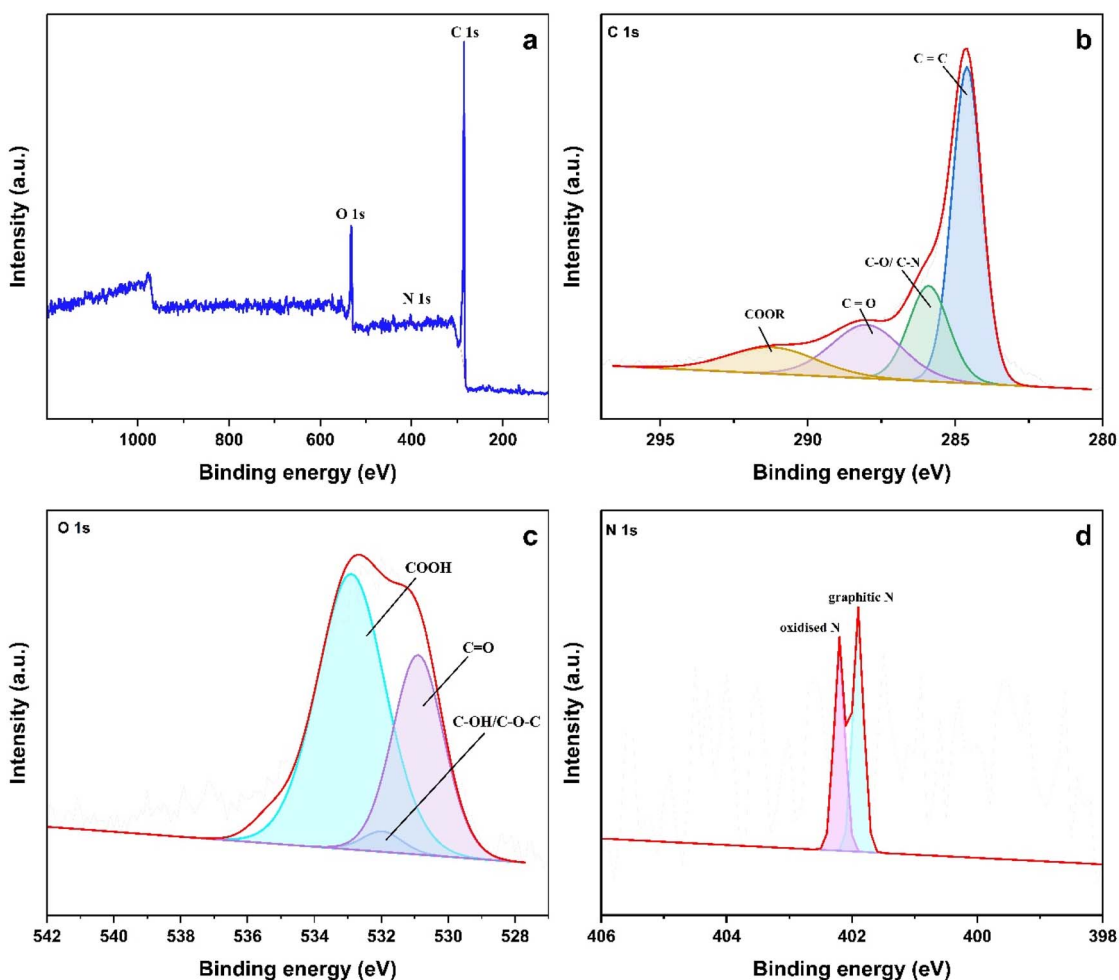 a
C 1s
O 1s
N 1s
Intensity (a.u.)
1000 800 600 400 200
Binding energy (eV)
b
C 1s
C = C
C-O/ C-N
C = O
COOR
Intensity (a.u.)
295 290 285 280
Binding energy (eV)
c
O 1s
COOH
C=O
C-OH/C-O-C
Intensity (a.u.)
542 540 538 536 534 532 530 528
Binding energy (eV)
d
N 1s
graphitic N
oxidised N
Intensity (a.u.)
406 404 402 400 398
Binding energy (eV)